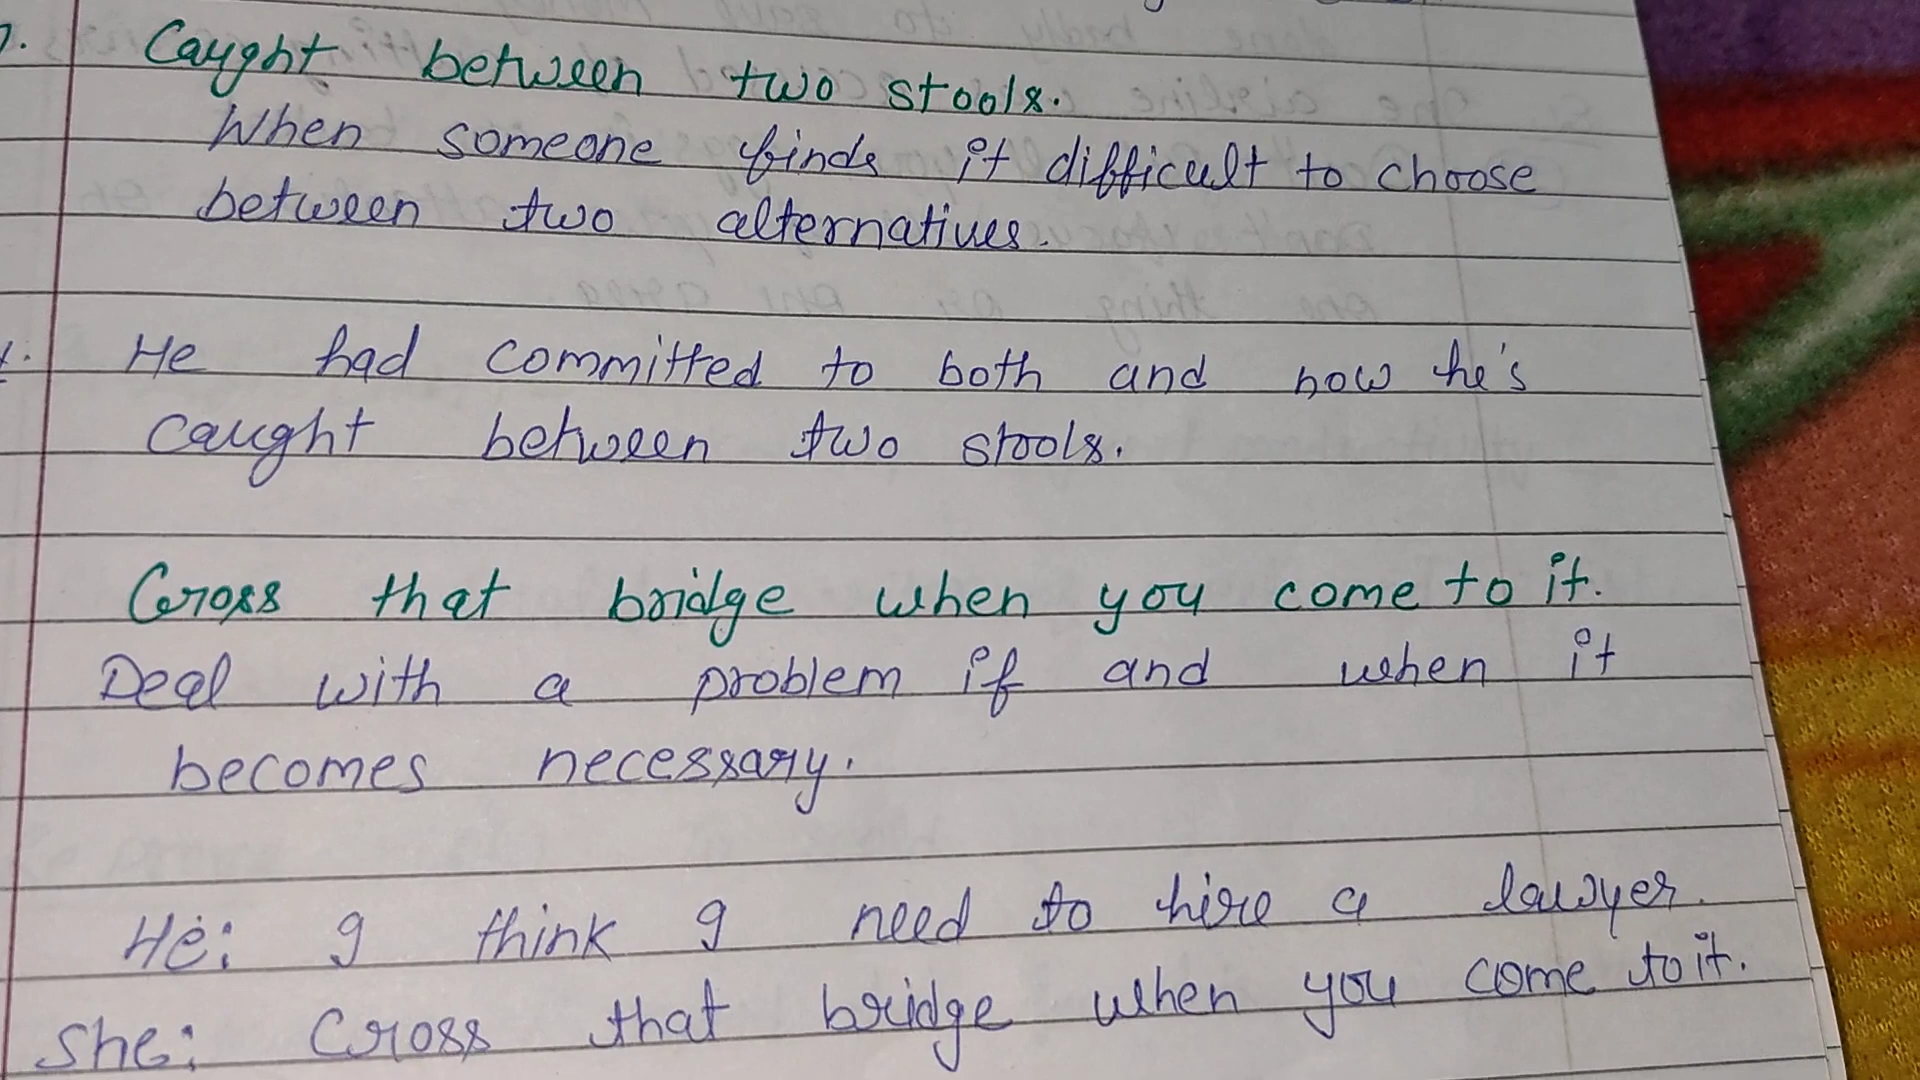 Caught between two stools.
When someone finds it difficult to choose
between two alternatives.
He had committed to both and now he's
caught between two stools.
Cross that bridge when you come to it.
Deal with a problem if and when it
becomes necessary.
He: I think I need to hire a lawyer.
She: Cross that bridge when you come to it.